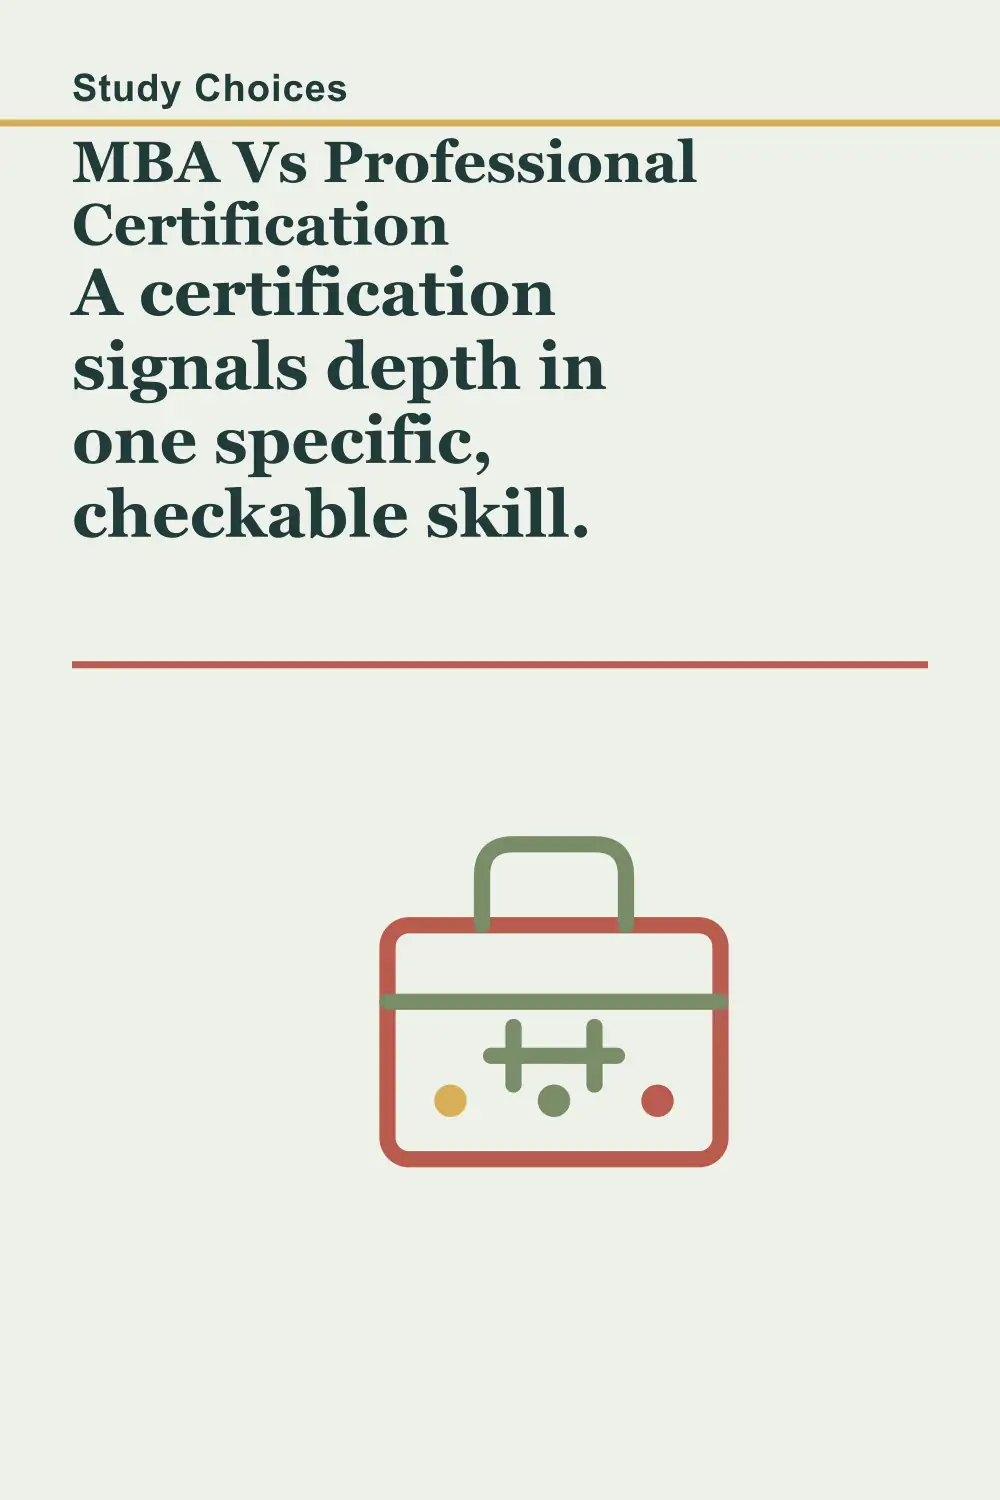 Study Choices
MBA Vs Professional
Certification
A certification
signals depth in
one specific,
checkable skill.